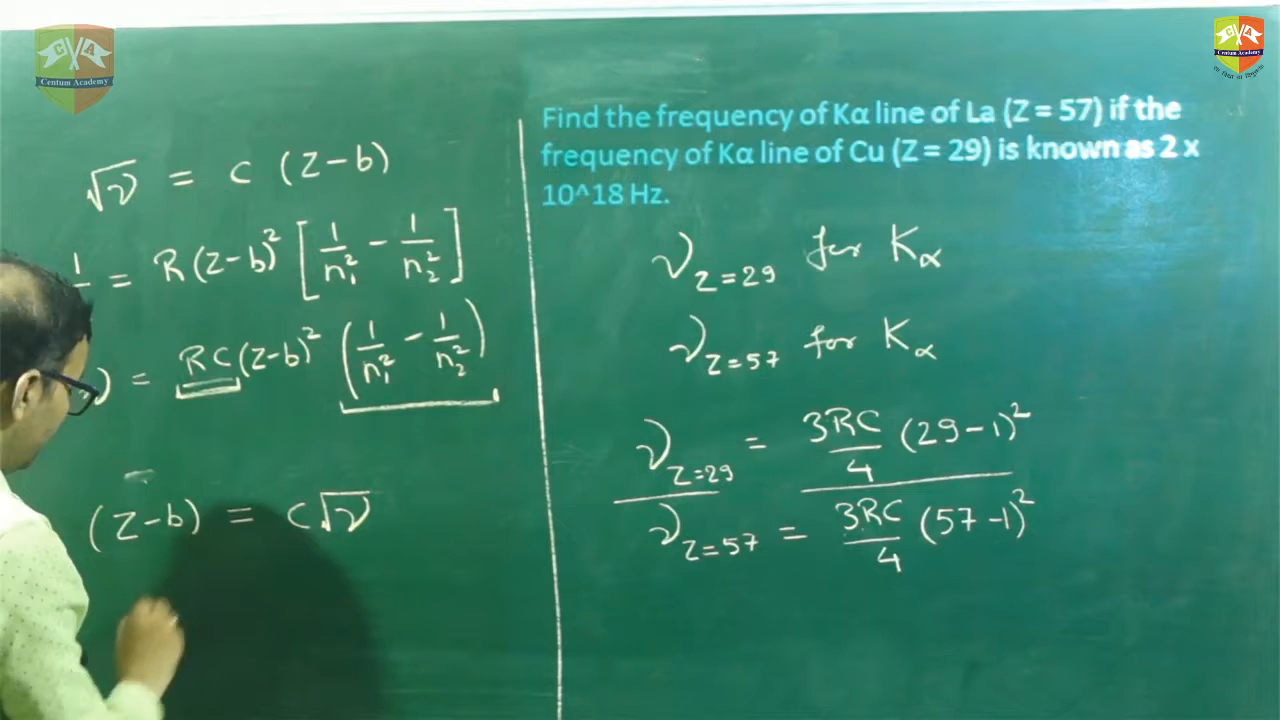 C A
Centum Academy
C A
Centum Academy
√ν = c (Z-b)
1 = R(Z-b)² [1/n₁² - 1/n₂²]
ν = RC(Z-b)² (1/n₁² - 1/n₂²)
(Z-b) = c√ν
Find the frequency of Kα line of La (Z = 57) if the
frequency of Kα line of Cu (Z = 29) is known as 2 x
10^18 Hz.
ν Z=29 for Kα
ν Z=57 for Kα
ν Z=29 = 3RC/4 (29-1)²
ν Z=57 = 3RC/4 (57-1)²